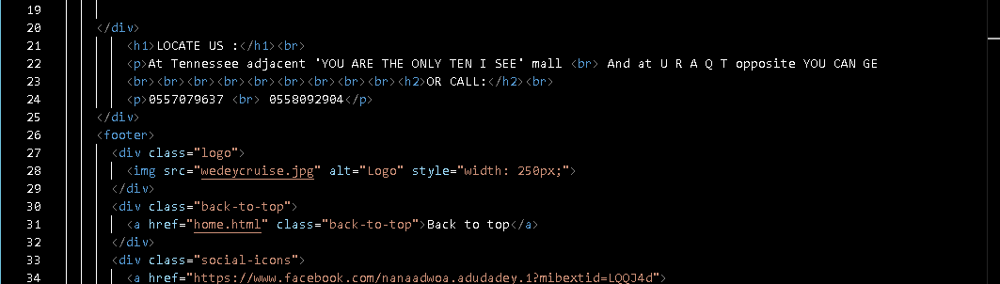 19
20 </div>
21 <h1>LOCATE US :</h1><br>
22 <p>At Tennessee adjacent "YOU ARE THE ONLY TEN I SEE" mall <br> And at U R A Q T opposite YOU CAN GE
23 <br><br><br><br><br><br><br><br><br><br><h2>OR CALL:</h2><br>
24 <p>0557079637 <br> 0558092904</p>
25 </div>
26 <footer>
27 <div class="logo">
28 <img src="wedeycruise.jpg" alt="Logo" style="width: 250px;">
29 </div>
30 <div class="back-to-top">
31 <a href="home.html" class="back-to-top">Back to top</a>
32 </div>
33 <div class="social-icons">
34 <a href="https://www.facebook.com/nanaadwoa.adudadey.1?mibextid=LQQJ4d">